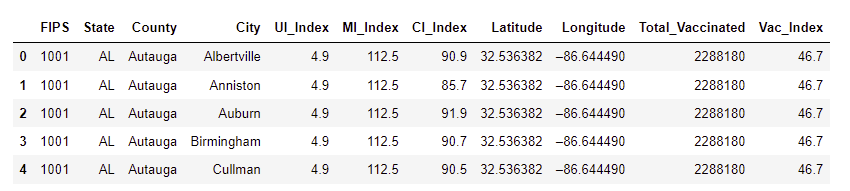 FIPS State County City UI_Index MI_Index CI_Index Latitude Longitude Total_Vaccinated Vac_Index
0 1001 AL Autauga Albertville 4.9 112.5 90.9 32.536382 –86.644490 2288180 46.7
1 1001 AL Autauga Anniston 4.9 112.5 85.7 32.536382 –86.644490 2288180 46.7
2 1001 AL Autauga Auburn 4.9 112.5 91.9 32.536382 –86.644490 2288180 46.7
3 1001 AL Autauga Birmingham 4.9 112.5 90.7 32.536382 –86.644490 2288180 46.7
4 1001 AL Autauga Cullman 4.9 112.5 90.5 32.536382 –86.644490 2288180 46.7